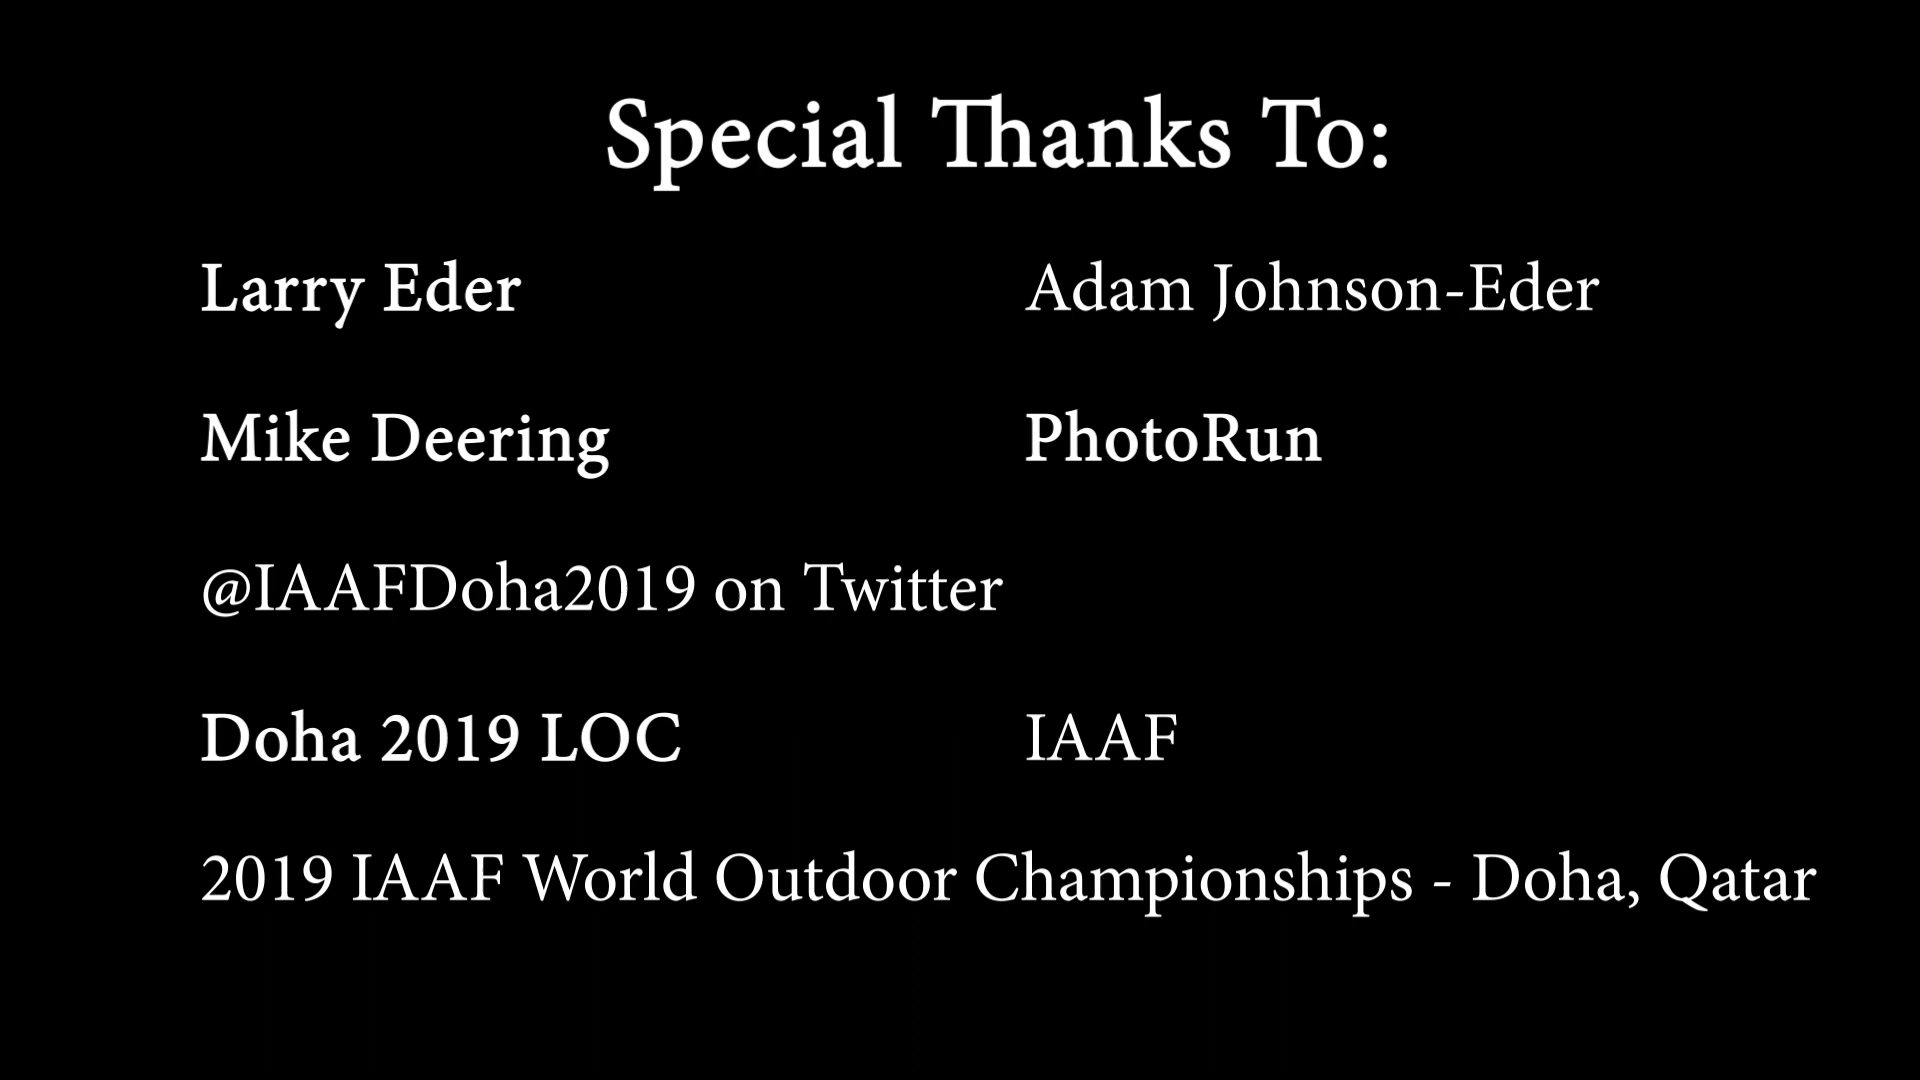 Special Thanks To:
Larry Eder Adam Johnson-Eder
Mike Deering PhotoRun
@IAAFDoha2019 on Twitter
Doha 2019 LOC IAAF
2019 IAAF World Outdoor Championships - Doha, Qatar